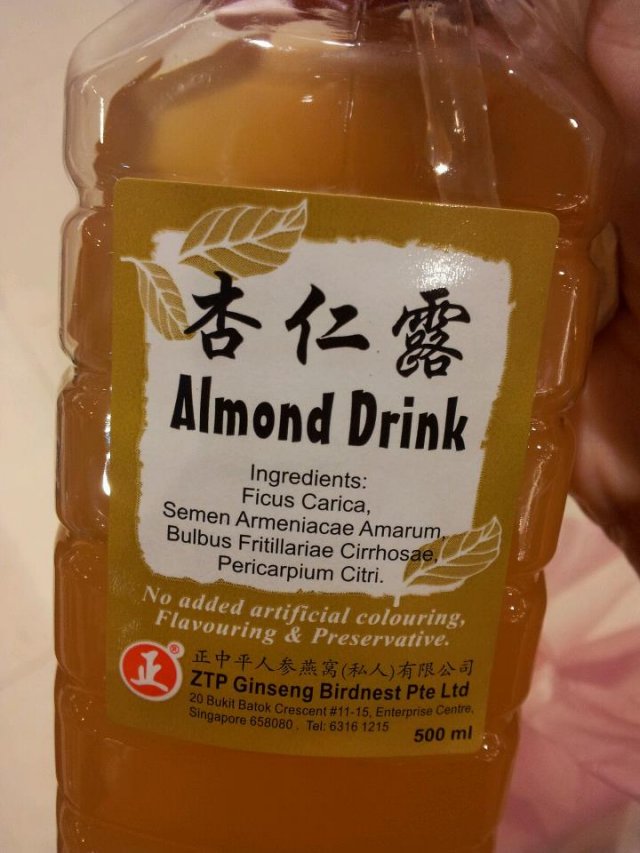 杏仁露
Almond Drink
Ingredients:
Ficus Carica,
Semen Armeniacae Amarum,
Bulbus Fritillariae Cirrhosae,
Pericarpium Citri.
No added artificial colouring,
Flavouring & Preservative.
正®
正中平人参燕窝(私人)有限公司
ZTP Ginseng Birdnest Pte Ltd
20 Bukit Batok Crescent #11-15, Enterprise Centre,
Singapore 658080 . Tel: 6316 1215
500 ml